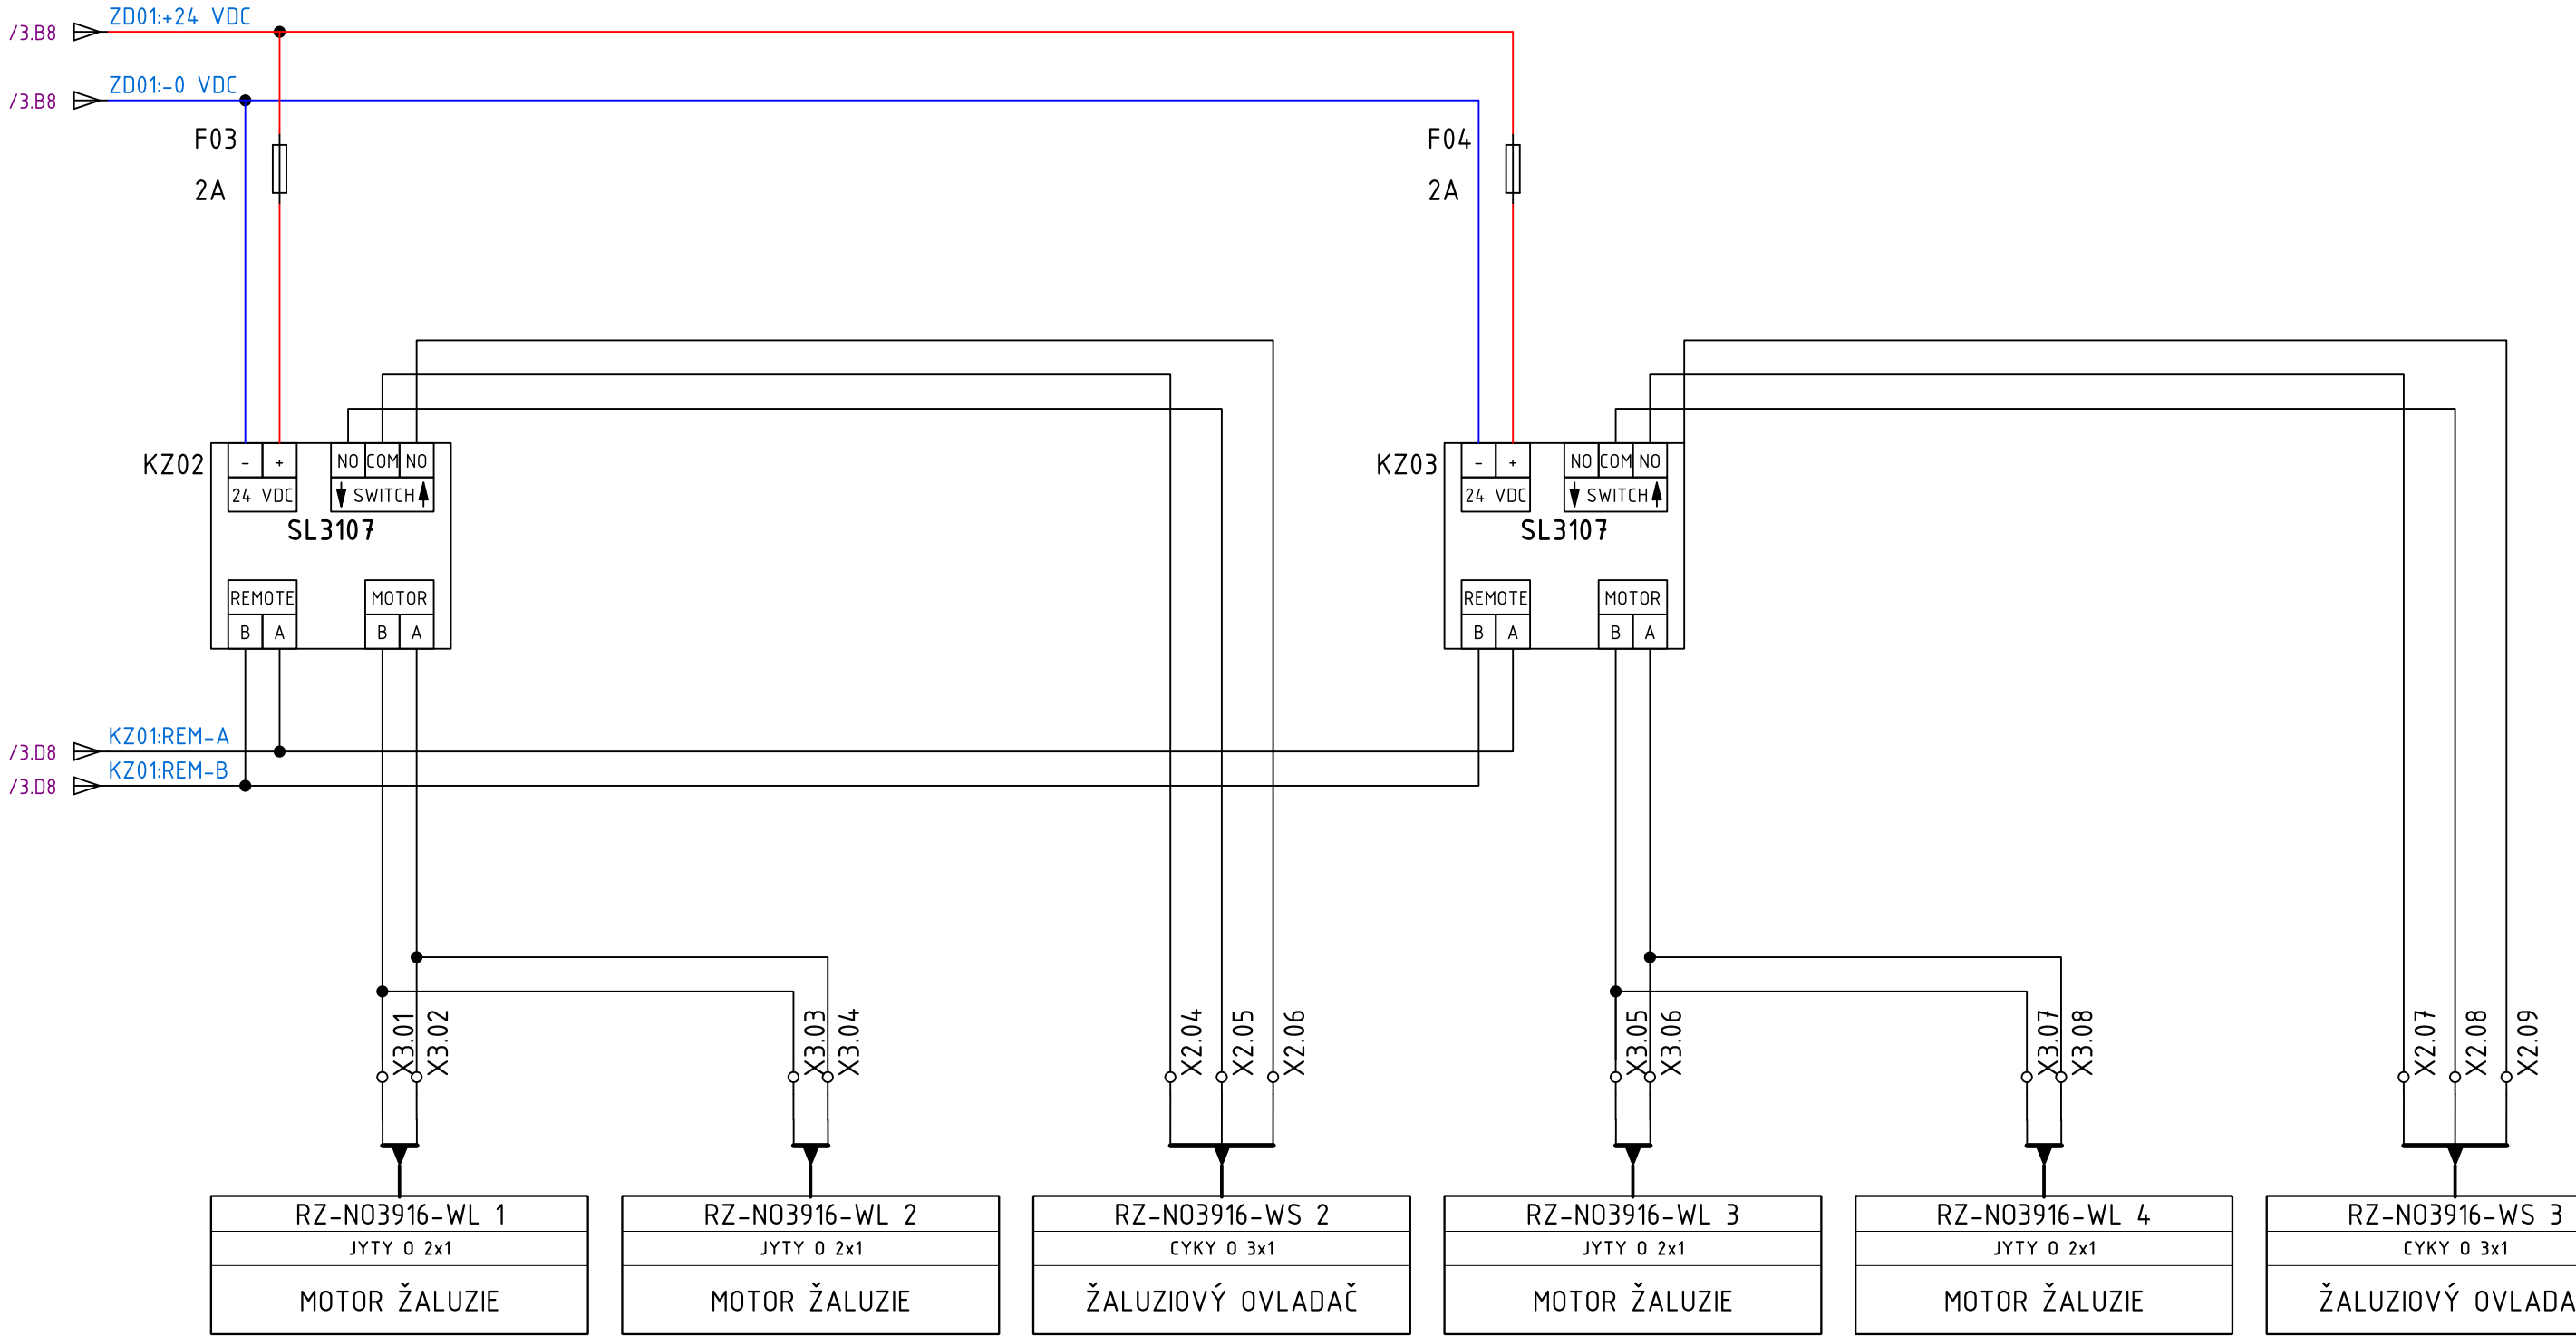 ZD01:+24 VDC
/3.B8
ZD01:-0 VDC
/3.B8
F03
2A
F04
2A
KZ02
- + NO COM NO
24 VDC SWITCH
SL3107
REMOTE MOTOR
B A B A
KZ03
- + NO COM NO
24 VDC SWITCH
SL3107
REMOTE MOTOR
B A B A
KZ01:REM-A
/3.D8
KZ01:REM-B
/3.D8
X3.01
X3.02
X3.03
X3.04
X2.04
X2.05
X2.06
X3.05
X3.06
X3.07
X3.08
X2.07
X2.08
X2.09
RZ-NO3916-WL 1
JYTY O 2x1
MOTOR ŽALUZIE
RZ-NO3916-WL 2
JYTY O 2x1
MOTOR ŽALUZIE
RZ-NO3916-WS 2
CYKY O 3x1
ŽALUZIOVÝ OVLADAČ
RZ-NO3916-WL 3
JYTY O 2x1
MOTOR ŽALUZIE
RZ-NO3916-WL 4
JYTY O 2x1
MOTOR ŽALUZIE
RZ-NO3916-WS 3
CYKY O 3x1
ŽALUZIOVÝ OVLADA